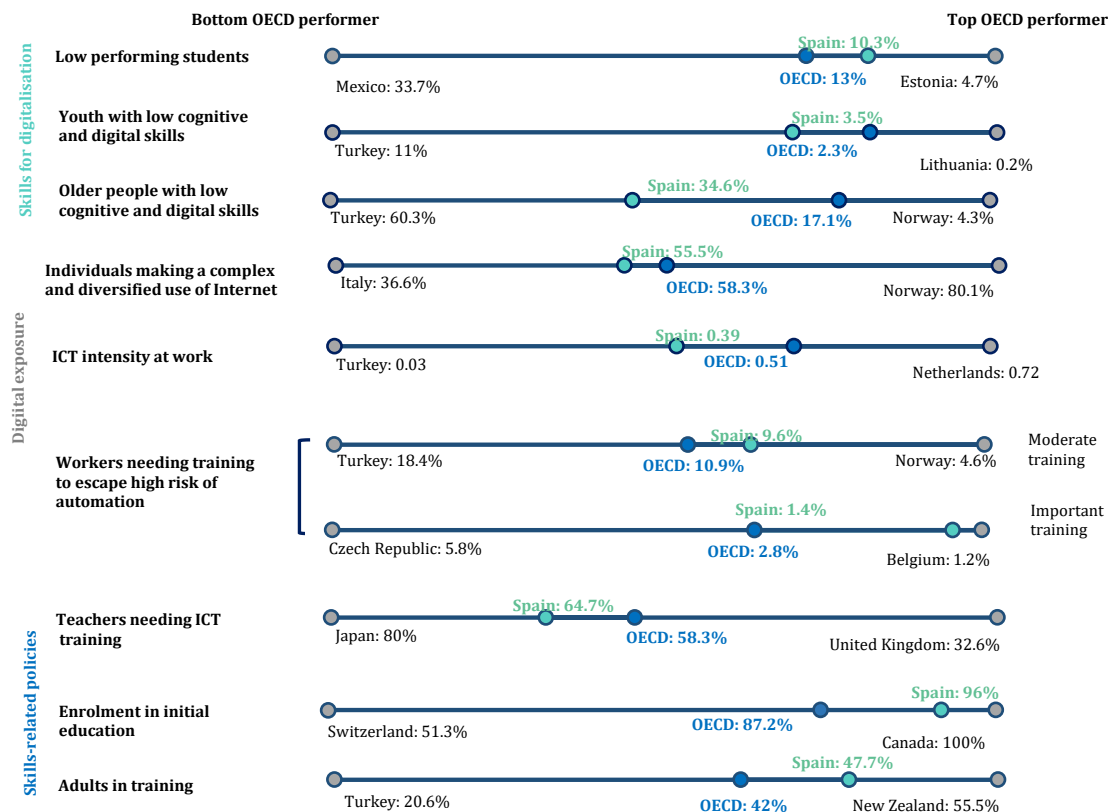 Bottom OECD performer
Top OECD performer
Skills for digitalisation
Low performing students
Spain: 10.3%
OECD: 13%
Mexico: 33.7%
Estonia: 4.7%
Youth with low cognitive
and digital skills
Spain: 3.5%
OECD: 2.3%
Turkey: 11%
Lithuania: 0.2%
Older people with low
cognitive and digital skills
Spain: 34.6%
OECD: 17.1%
Turkey: 60.3%
Norway: 4.3%
Digiital exposure
Individuals making a complex
and diversified use of Internet
Spain: 55.5%
OECD: 58.3%
Italy: 36.6%
Norway: 80.1%
ICT intensity at work
Spain: 0.39
OECD: 0.51
Turkey: 0.03
Netherlands: 0.72
Workers needing training
to escape high risk of
automation
Spain: 9.6%
OECD: 10.9%
Turkey: 18.4%
Norway: 4.6%
Moderate
training
Spain: 1.4%
OECD: 2.8%
Czech Republic: 5.8%
Belgium: 1.2%
Important
training
Skills-related policies
Teachers needing ICT
training
Spain: 64.7%
OECD: 58.3%
Japan: 80%
United Kingdom: 32.6%
Enrolment in initial
education
Spain: 96%
OECD: 87.2%
Switzerland: 51.3%
Canada: 100%
Adults in training
Spain: 47.7%
OECD: 42%
Turkey: 20.6%
New Zealand: 55.5%